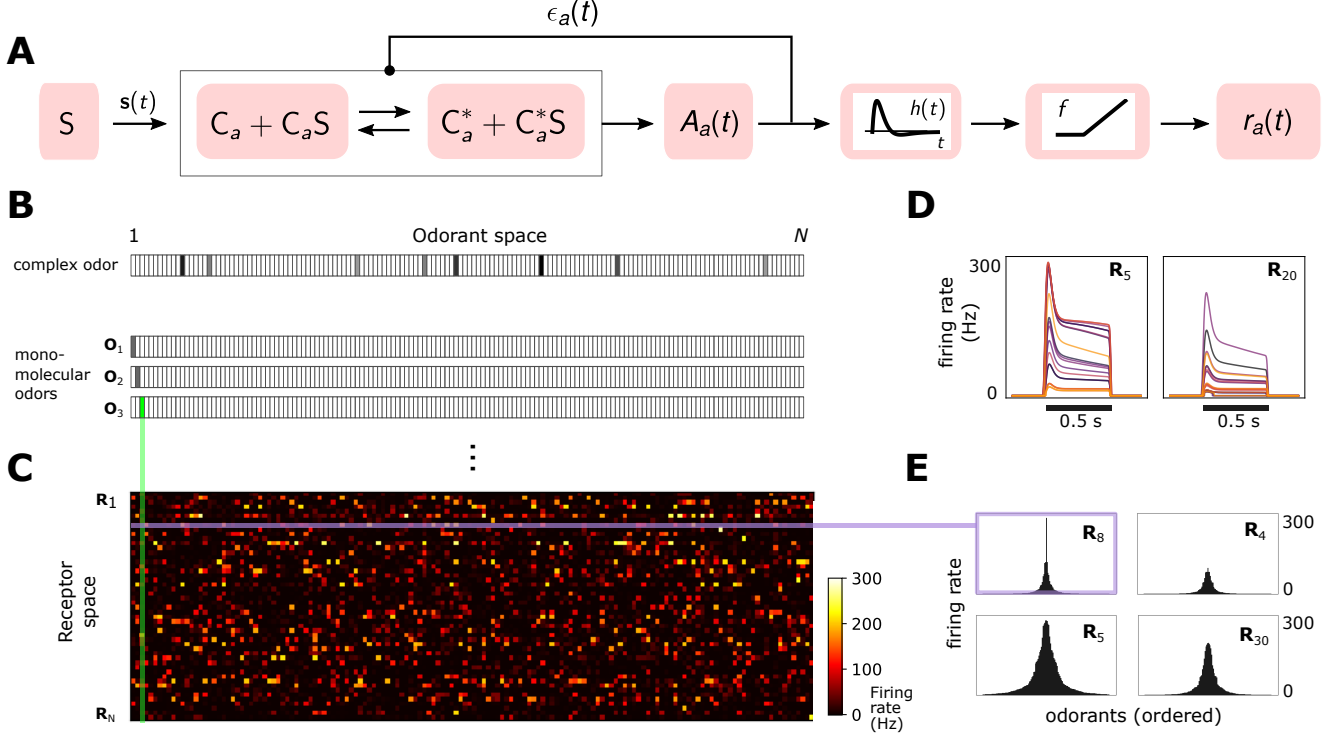 A
ϵₐ(t)
S
s(t)
Cₐ + CₐS
C*ₐ + C*ₐS
Aₐ(t)
h(t)
t
f
rₐ(t)
B
1 Odorant space N
complex odor
mono-
molecular
odors
O₁
O₂
O₃
...
C
R₁
Receptor
space
R_N
300
200
100
0
Firing
rate
(Hz)
D
firing rate
(Hz)
300
0
R₅
R₂₀
0.5 s
0.5 s
E
firing rate
R₈
R₄
300
0
R₅
R₃₀
300
0
odorants (ordered)